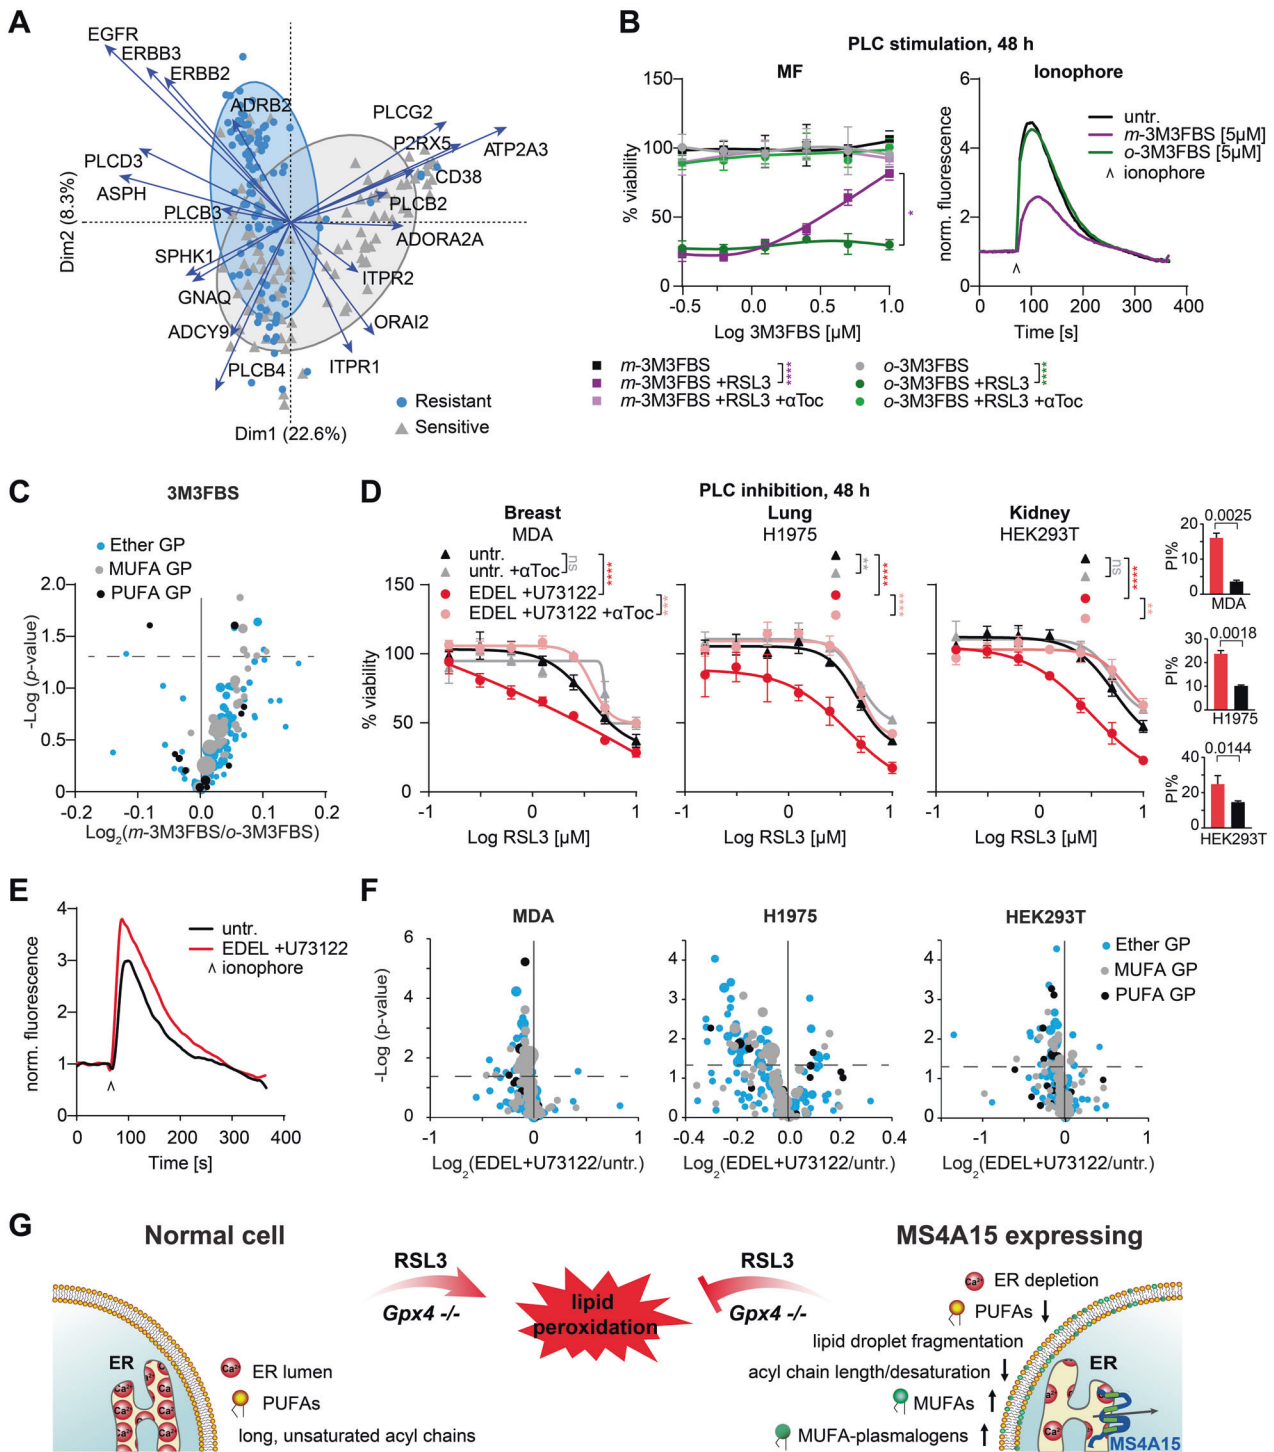 A
EGFR
ERBB3
ERBB2
ADRB2
PLCG2
P2RX5
ATP2A3
CD38
PLCD3
ASPH
PLCB3
PLCB2
ADORA2A
SPHK1
ITPR2
GNAQ
ADCY9
ORAI2
PLCB4
ITPR1
Dim2 (8.3%)
Dim1 (22.6%)
Resistant
Sensitive
B
PLC stimulation, 48 h
MF
150
100
50
0
% viability
-0.5
0.0
0.5
1.0
Log 3M3FBS [µM]
*
Ionophore
6
4
2
0
norm. fluorescence
untr.
m-3M3FBS [5µM]
o-3M3FBS [5µM]
^ ionophore
^
0 100 200 300 400
Time [s]
m-3M3FBS
m-3M3FBS +RSL3
m-3M3FBS +RSL3 +αToc
****
o-3M3FBS
o-3M3FBS +RSL3
o-3M3FBS +RSL3 +αToc
****
C
3M3FBS
Ether GP
MUFA GP
PUFA GP
2.0
1.5
1.0
0.5
0
-Log (p-value)
-0.2 -0.1 0.0 0.1 0.2
Log2(m-3M3FBS/o-3M3FBS)
D
PLC inhibition, 48 h
Breast
MDA
untr.
untr. +αToc
EDEL +U73122
EDEL +U73122 +αToc
ns
****
***
150
100
50
0
% viability
-1 0 1
Log RSL3 [µM]
Lung
H1975
**
****
****
-1 0 1
Log RSL3 [µM]
Kidney
HEK293T
ns
****
**
-1 0 1
Log RSL3 [µM]
0.0025
20
10
0
PI%
MDA
0.0018
30
20
10
0
PI%
H1975
0.0144
40
20
0
PI%
HEK293T
E
4
3
2
1
0
norm. fluorescence
untr.
EDEL +U73122
^ ionophore
^
0 100 200 300 400
Time [s]
F
MDA
6
4
2
0
-Log (p-value)
-1 0 1
Log2(EDEL+U73122/untr.)
H1975
4
3
2
1
0
-0.4 -0.2 0.0 0.2 0.4
Log2(EDEL+U73122/untr.)
HEK293T
4
3
2
1
0
-1 0 1
Log2(EDEL+U73122/untr.)
Ether GP
MUFA GP
PUFA GP
G
Normal cell
RSL3
Gpx4 -/-
lipid
peroxidation
RSL3
Gpx4 -/-
MS4A15 expressing
ER
Ca2+
ER lumen
PUFAs
long, unsaturated acyl chains
Ca2+ ER depletion
PUFAs
lipid droplet fragmentation
acyl chain length/desaturation
MUFAs
MUFA-plasmalogens
ER
Ca2+
MS4A15